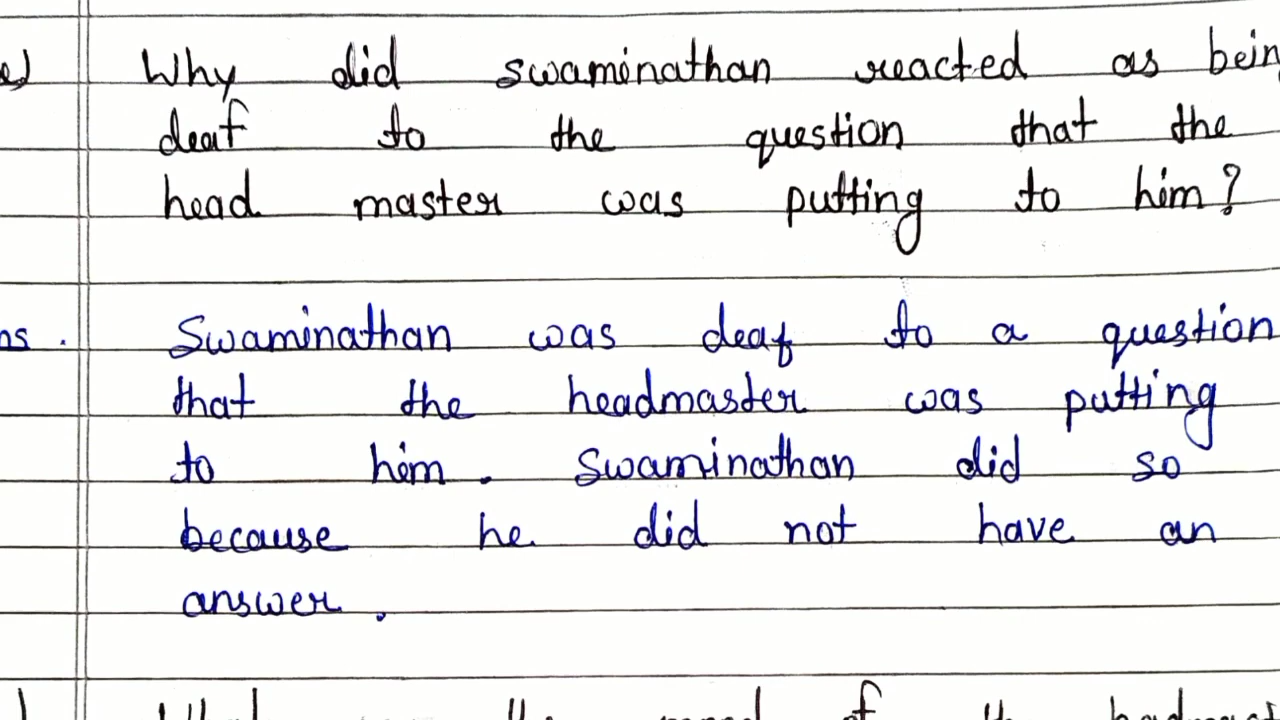 e) Why did swaminathan reacted as bein
deaf to the question that the
head master was putting to him?
ns. Swaminathan was deaf to a question
that the headmaster was putting
to him. Swaminathan did so
because he did not have an
answer.